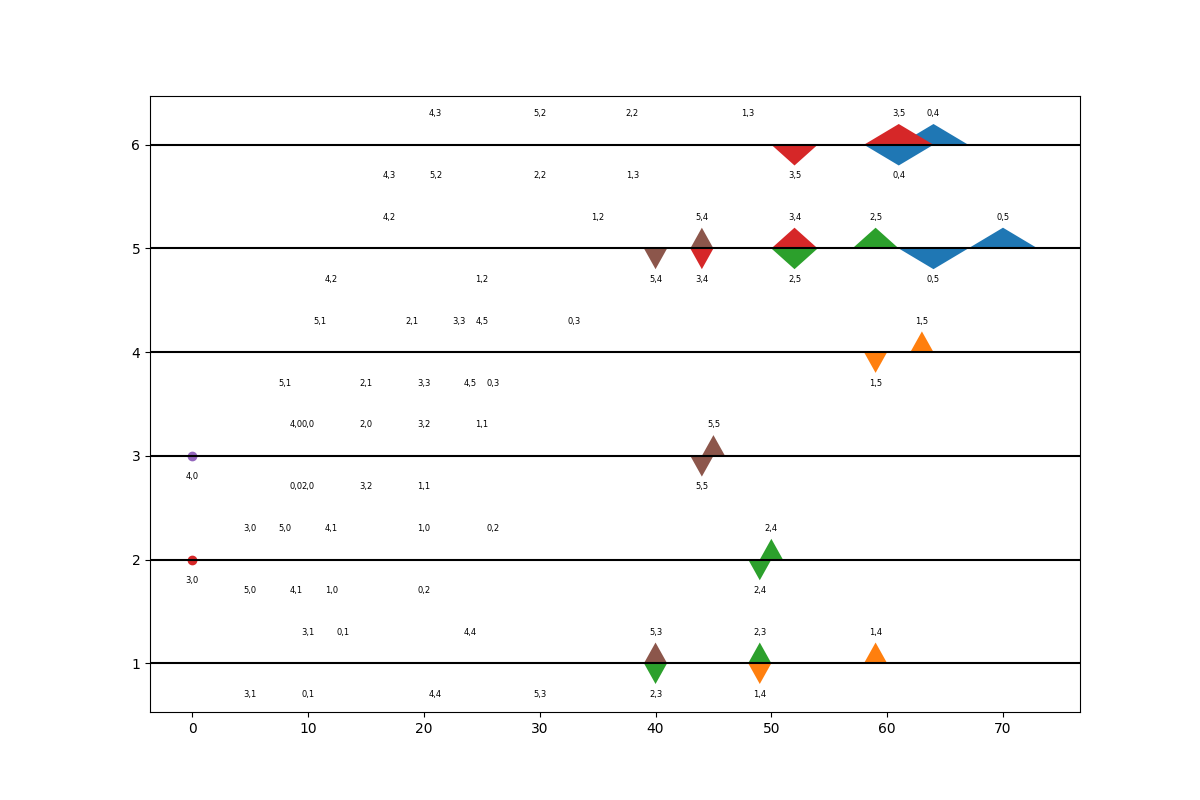 4,3 5,2 2,2 1,3 3,5 0,4
6
4,3 5,2 2,2 1,3 3,5 0,4
4,2 1,2 5,4 3,4 2,5 0,5
5
4,2 1,2 5,4 3,4 2,5 0,5
5,1 2,1 3,3 4,5 0,3 1,5
4
5,1 2,1 3,3 4,5 0,3 1,5
4,00,0 2,0 3,2 1,1 5,5
3
4,0
0,02,0 3,2 1,1 5,5
3,0 5,0 4,1 1,0 0,2 2,4
2
3,0
5,0 4,1 1,0 0,2 2,4
3,1 0,1 4,4 5,3 2,3 1,4
1
3,1 0,1 4,4 5,3 2,3 1,4
0 10 20 30 40 50 60 70